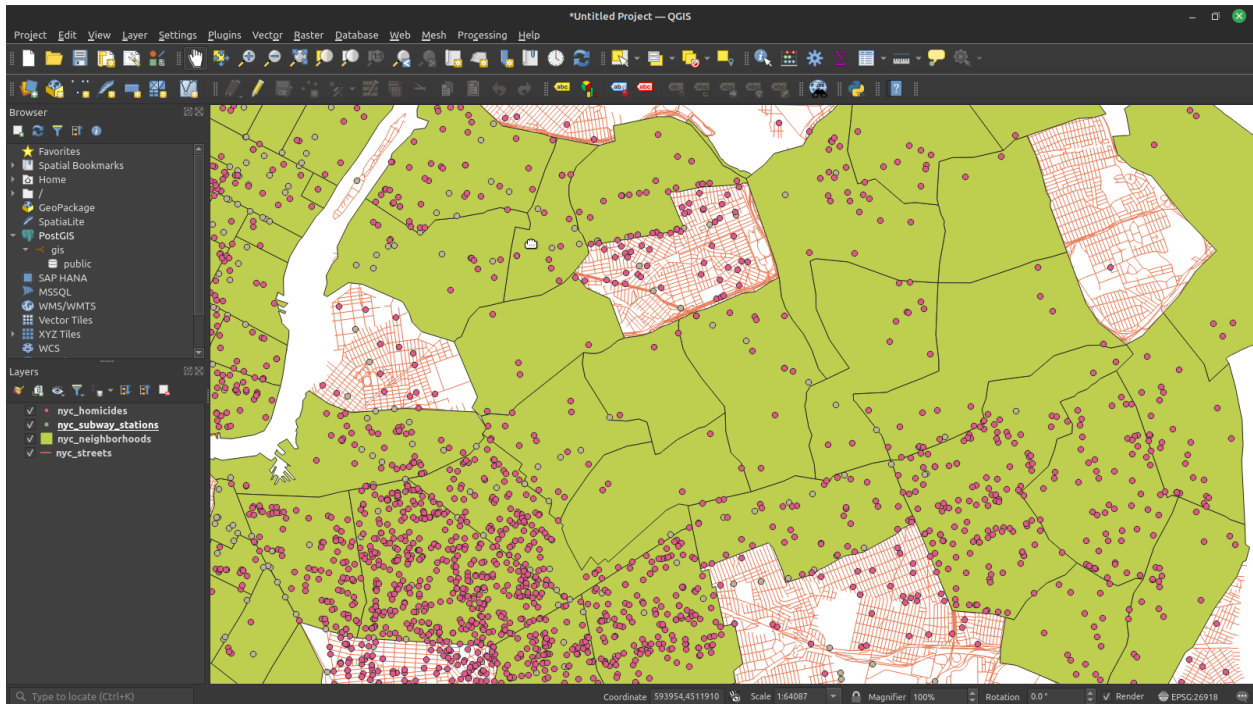 *Untitled Project — QGIS
Project Edit View Layer Settings Plugins Vector Raster Database Web Mesh Processing Help
abc
Browser
Favorites
Spatial Bookmarks
Home
/
GeoPackage
SpatiaLite
PostGIS
gis
public
SAP HANA
MSSQL
WMS/WMTS
Vector Tiles
XYZ Tiles
WCS
Layers
nyc_homicides
nyc_subway_stations
nyc_neighborhoods
nyc_streets
Type to locate (Ctrl+K)
Coordinate 593954,4511910 Scale 1:64087 Magnifier 100% Rotation 0.0 ° Render EPSG:26918